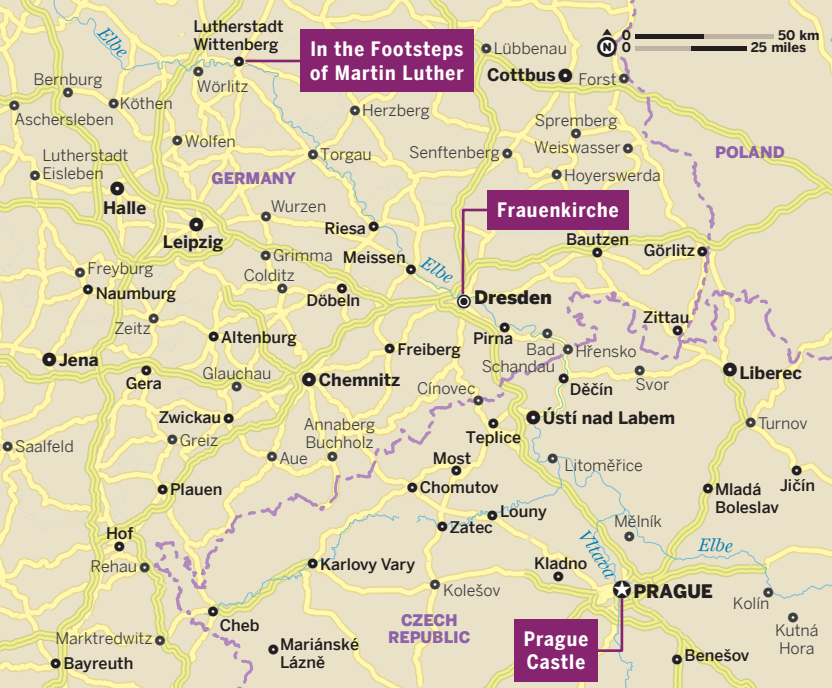 Elbe
Lutherstadt
Wittenberg
In the Footsteps
of Martin Luther
Lübbenau
0
50 km
N
0
25 miles
Cottbus
Forst
Bernburg
Wörlitz
Köthen
Aschersleben
Herzberg
Spremberg
Wolfen
Weiswasser
Torgau
Senftenberg
POLAND
Lutherstadt
Eisleben
GERMANY
Hoyerswerda
Halle
Wurzen
Frauenkirche
Leipzig
Riesa
Bautzen
Görlitz
Grimma
Meissen
Elbe
Freyburg
Colditz
Naumburg
Döbeln
Dresden
Zeitz
Zittau
Altenburg
Pirna
Freiberg
Bad
Schandau
Hřensko
Jena
Gera
Glauchau
Chemnitz
Cínovec
Děčín
Svor
Liberec
Zwickau
Annaberg
Buchholz
Ústí nad Labem
Turnov
Greiz
Teplice
Saalfeld
Aue
Most
Litoměřice
Jičín
Plauen
Chomutov
Mladá
Boleslav
Louny
Zatec
Mělník
Hof
Vltava
Elbe
Rehau
Karlovy Vary
Kladno
Kolešov
PRAGUE
Kolín
Cheb
CZECH
REPUBLIC
Kutná
Hora
Marktredwitz
Mariánské
Lázně
Prague
Castle
Bayreuth
Benešov